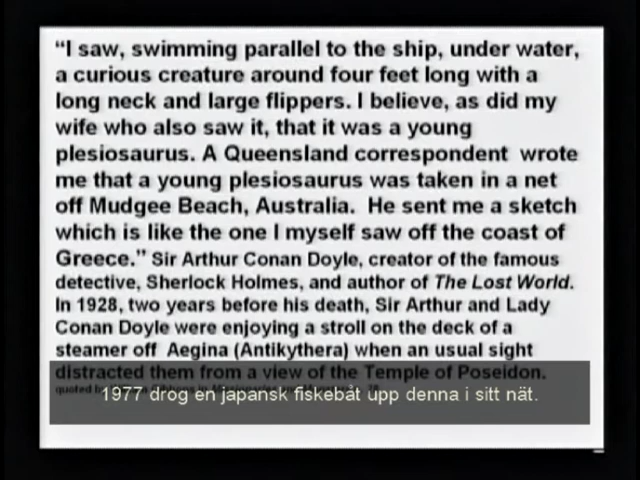 “I saw, swimming parallel to the ship, under water,
a curious creature around four feet long with a
long neck and large flippers. I believe, as did my
wife who also saw it, that it was a young
plesiosaurus. A Queensland correspondent wrote
me that a young plesiosaurus was taken in a net
off Mudgee Beach, Australia. He sent me a sketch
which is like the one I myself saw off the coast of
Greece.” Sir Arthur Conan Doyle, creator of the famous
detective, Sherlock Holmes, and author of The Lost World.
In 1928, two years before his death, Sir Arthur and Lady
Conan Doyle were enjoying a stroll on the deck of a
steamer off Aegina (Antikythera) when an usual sight
distracted them from a view of the Temple of Poseidon.
quoted
1977 drog en japansk fiskebåt upp denna i sitt nät.